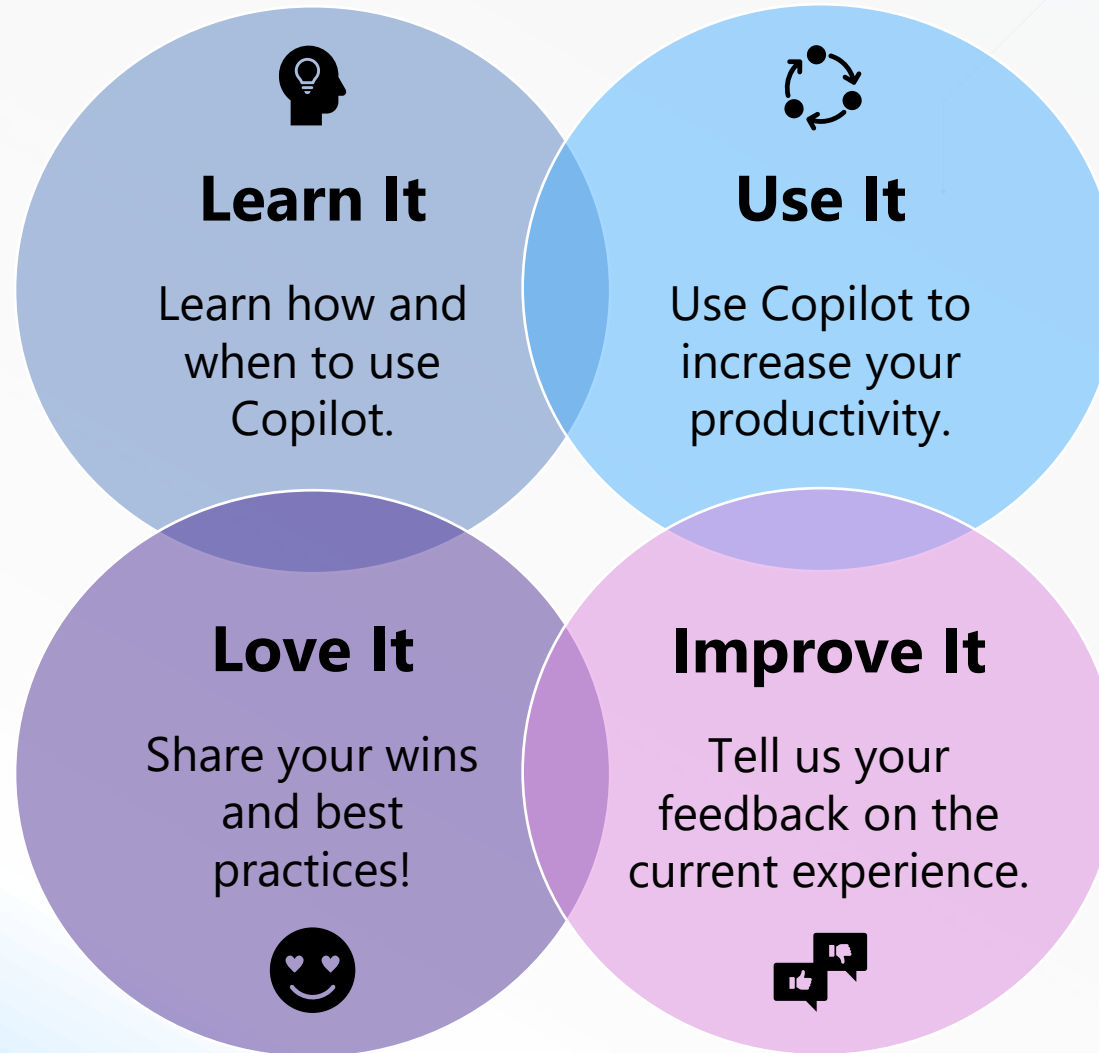 Learn It
Learn how and
when to use
Copilot.
Use It
Use Copilot to
increase your
productivity.
Love It
Share your wins
and best
practices!
Improve It
Tell us your
feedback on the
current experience.